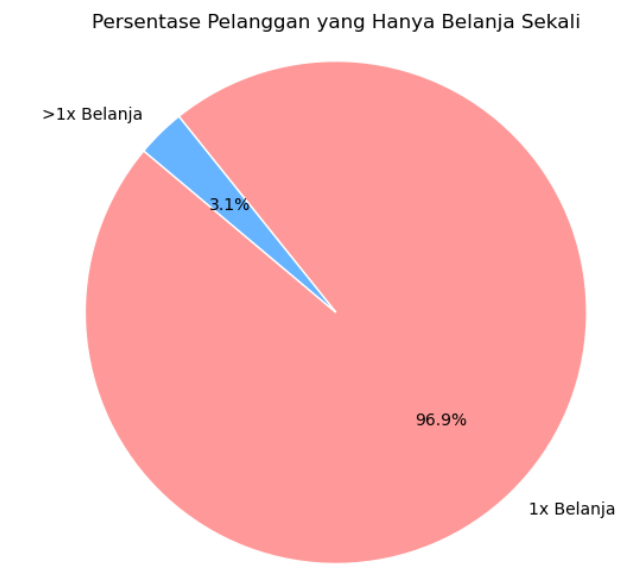 Persentase Pelanggan yang Hanya Belanja Sekali
>1x Belanja
3.1%
96.9%
1x Belanja